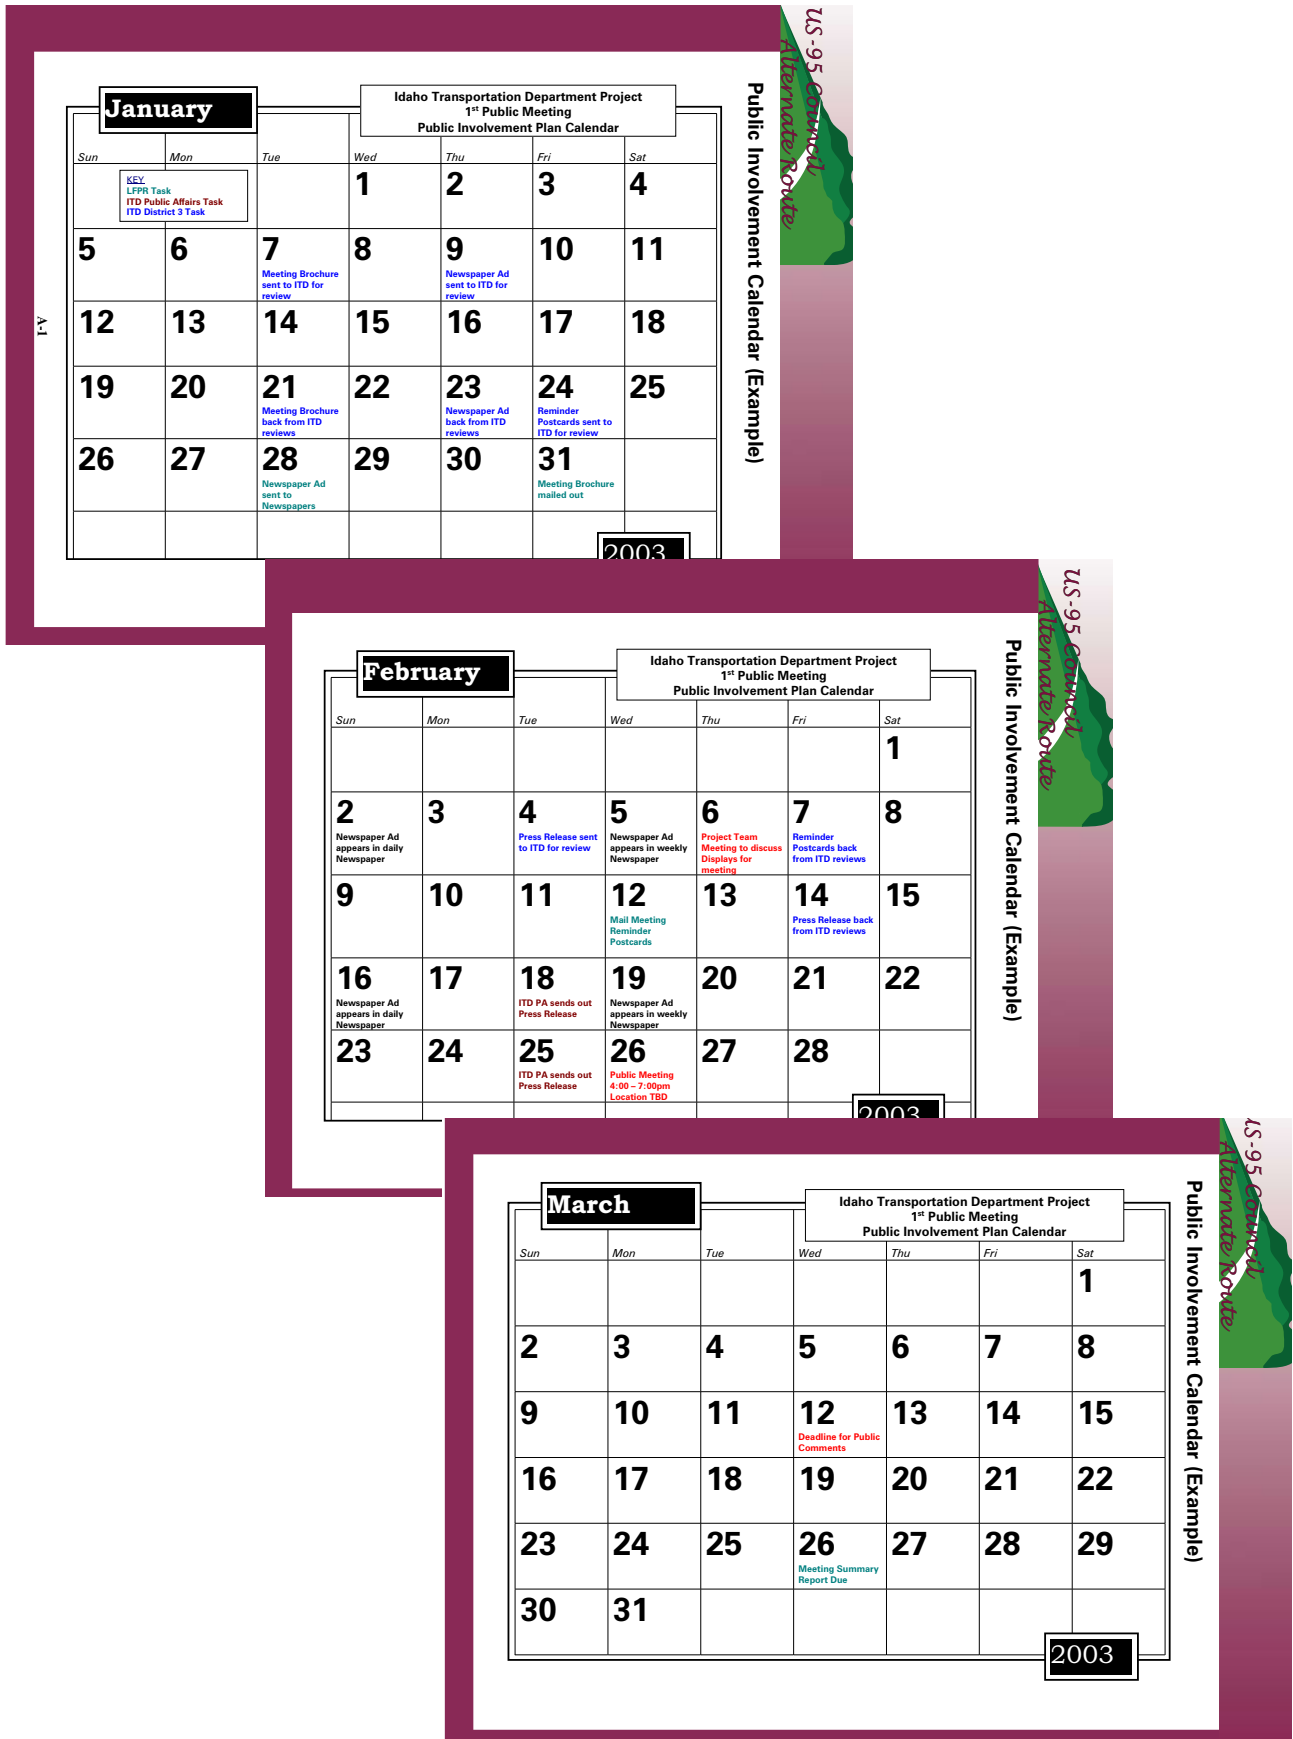 US-95 Council
Alternate Route
Public Involvement Calendar (Example)
A-1
January
Idaho Transportation Department Project
1st Public Meeting
Public Involvement Plan Calendar
Sun Mon Tue Wed Thu Fri Sat
KEY
LFPR Task
ITD Public Affairs Task
ITD District 3 Task
1 2 3 4
5 6 7 8 9 10 11
Meeting Brochure
sent to ITD for
review
Newspaper Ad
sent to ITD for
review
12 13 14 15 16 17 18
19 20 21 22 23 24 25
Meeting Brochure
back from ITD
reviews
Newspaper Ad
back from ITD
reviews
Reminder
Postcards sent to
ITD for review
26 27 28 29 30 31
Newspaper Ad
sent to
Newspapers
Meeting Brochure
mailed out
2003
US-95 Council
Alternate Route
Public Involvement Calendar (Example)
February
Idaho Transportation Department Project
1st Public Meeting
Public Involvement Plan Calendar
Sun Mon Tue Wed Thu Fri Sat
1
2 3 4 5 6 7 8
Newspaper Ad
appears in daily
Newspaper
Press Release sent
to ITD for review
Newspaper Ad
appears in weekly
Newspaper
Project Team
Meeting to discuss
Displays for
meeting
Reminder
Postcards back
from ITD reviews
9 10 11 12 13 14 15
Mail Meeting
Reminder
Postcards
Press Release back
from ITD reviews
16 17 18 19 20 21 22
Newspaper Ad
appears in daily
Newspaper
ITD PA sends out
Press Release
Newspaper Ad
appears in weekly
Newspaper
23 24 25 26 27 28
ITD PA sends out
Press Release
Public Meeting
4:00 – 7:00pm
Location TBD
2003
US-95 Council
Alternate Route
Public Involvement Calendar (Example)
March
Idaho Transportation Department Project
1st Public Meeting
Public Involvement Plan Calendar
Sun Mon Tue Wed Thu Fri Sat
1
2 3 4 5 6 7 8
9 10 11 12 13 14 15
Deadline for Public
Comments
16 17 18 19 20 21 22
23 24 25 26 27 28 29
Meeting Summary
Report Due
30 31
2003